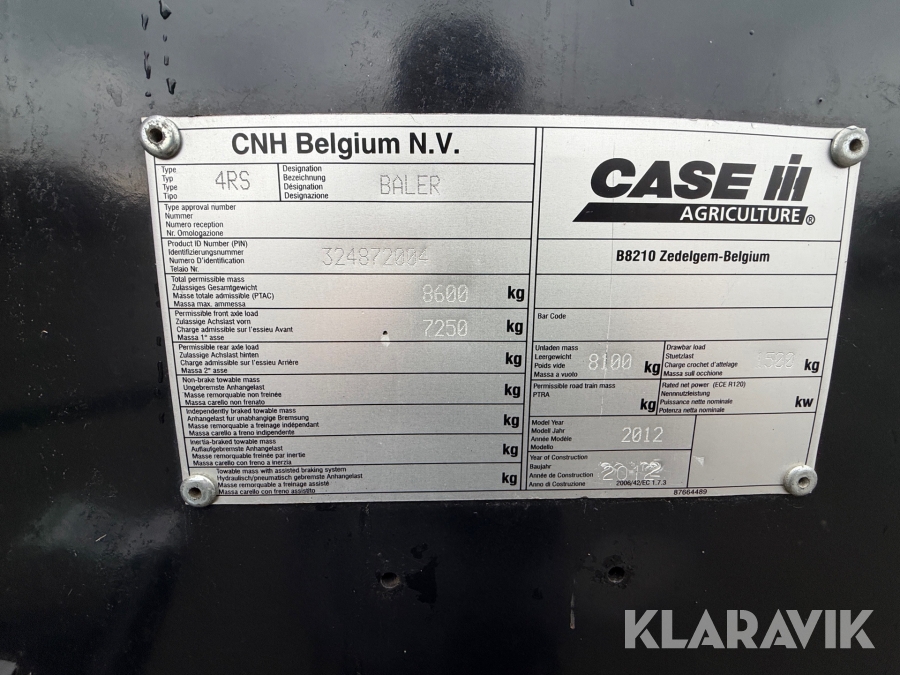 CNH Belgium N.V.
Type
Typ
Type
Tipo
4RS
Designation
Bezeichnung
Désignation
Designazione
BALER
Type approval number
Nummer
Numero reception
Nr. Omologazione
Product ID Number (PIN)
Identifizierungsnummer
Numero D'identification
Telaio Nr.
324872004
Total permissible mass
Zulassiges Gesamtgewicht
Masse totale admissible (PTAC)
Massa max. ammessa
8600 kg
Permissible front axle load
Zulassige Achslast vorn
Charge admissible sur l'essieu Avant
Massa 1° asse
7250 kg
Permissible rear axle load
Zulassige Achslast hinten
Charge admissible sur l'essieu Arrière
Massa 2° asse
kg
Non-brake towable mass
Ungebremste Anhangelast
Masse remorquable non freinée
Massa carello non frenato
kg
Independently braked towable mass
Anhangelast fur unabhangige Bremsung
Masse remorquable a freinage indépendant
Massa carello a freno independente
kg
Inertia-braked towable mass
Auflaufgebremste Anhangelast
Masse remorquable freinée par inertie
Massa carello con freno a inerzia
kg
Towable mass with assisted braking system
Hydraulisch/pneumatisch gebremste Anhangelast
Masse remorquable a freinage assisté
Massa carello con freno assistito
kg
CASE IH
AGRICULTURE®
B8210 Zedelgem-Belgium
Bar Code
Unladen mass
Leergewicht
Poids vide
Massa a vuoto
8100 kg
Drawbar load
Stuetzlast
Charge crochet d'attelage
Massa sull occhione
1500 kg
Permissible road train mass
PTRA
kg
Rated net power (ECE R120)
Nennnutzleistung
Puissance nette nominale
Potenza netta nominale
kw
Model Year
Modell Jahr
Année Modèle
Modello
2012
Year of Construction
Baujahr
Année de Construction
Anno di Costruzione
2012
2006/42/EC 1.7.3
87664489
KLARAVIK